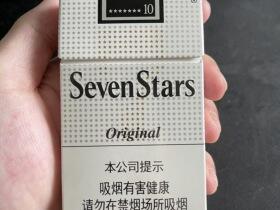 ******* 10
SevenStars
Original
本公司提示
吸烟有害健康
请勿在禁烟场所吸烟